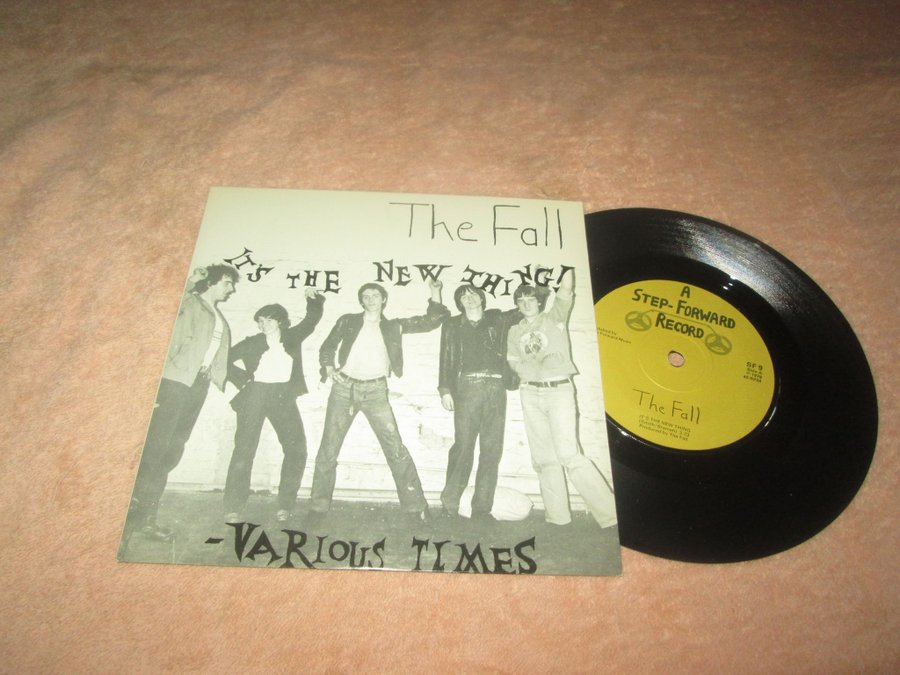 The Fall
IT'S THE NEW THING!
-VARIOUS TIMES
A
STEP-FORWARD
RECORD
SF 9
The Fall
IT'S THE NEW THING
Produced by The Fall